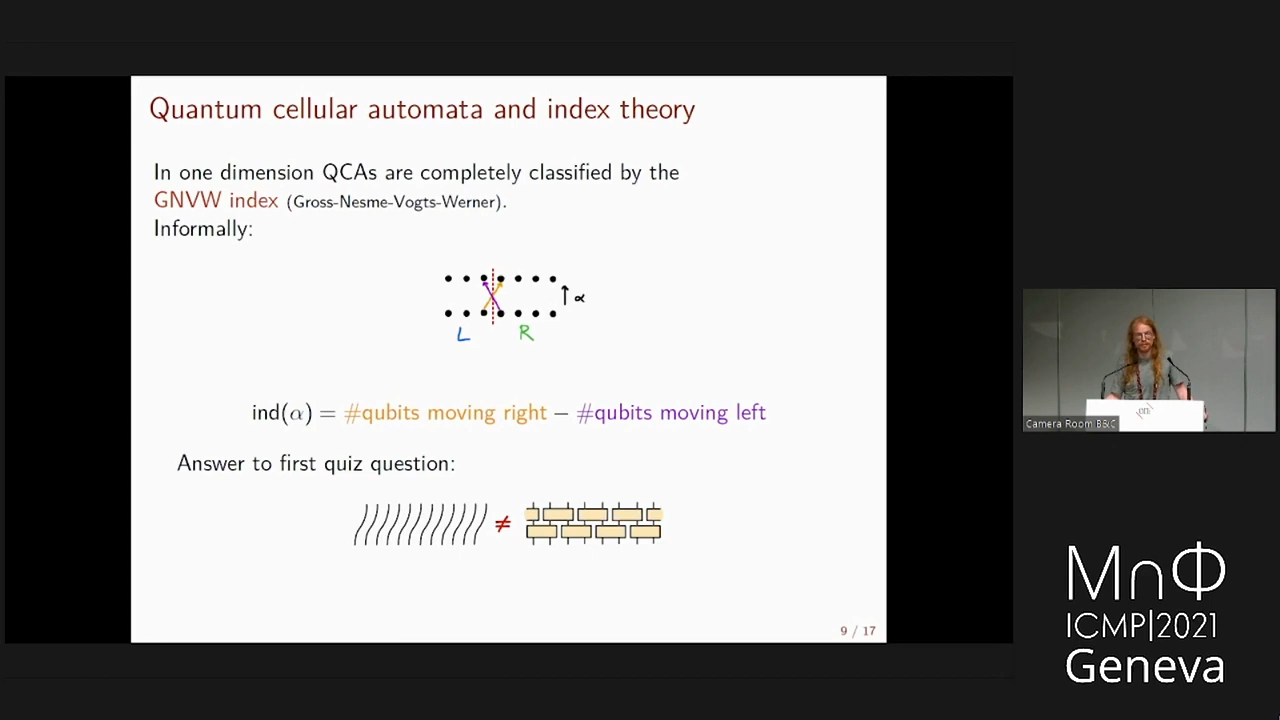 Quantum cellular automata and index theory
In one dimension QCAs are completely classified by the
GNVW index (Gross-Nesme-Vogts-Werner).
Informally:
↑ α
L R
ind(α) = #qubits moving right − #qubits moving left
Answer to first quiz question:
≠
9 / 17
Camera Room B&C
M∩Φ
ICMP|2021
Geneva